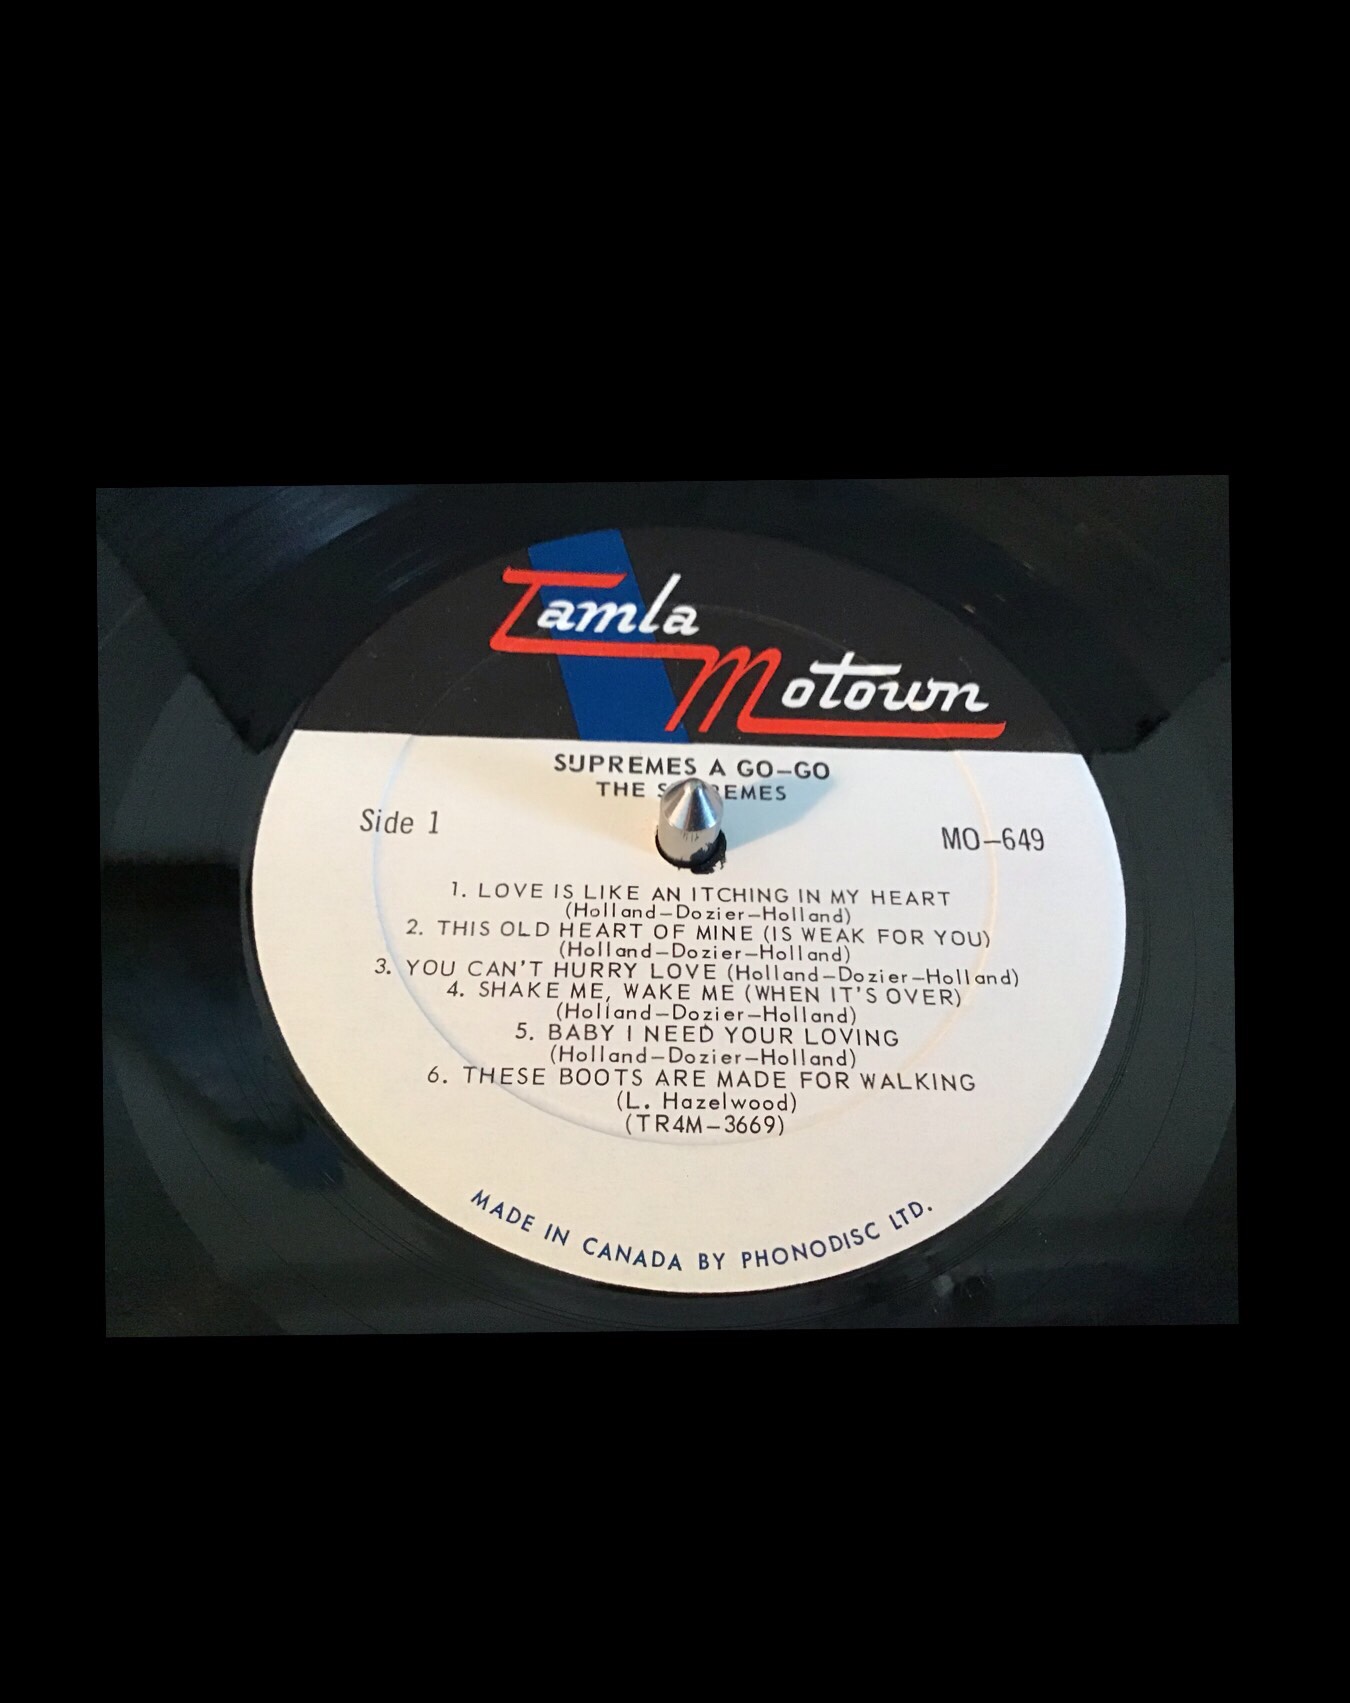 Tamla
Motown
SUPREMES A GO-GO
THE SUPREMES
Side 1
MO-649
1. LOVE IS LIKE AN ITCHING IN MY HEART
(Holland-Dozier-Holland)
2. THIS OLD HEART OF MINE (IS WEAK FOR YOU)
(Holland-Dozier-Holland)
3. YOU CAN'T HURRY LOVE (Holland-Dozier-Holland)
4. SHAKE ME, WAKE ME (WHEN IT'S OVER)
(Holland-Dozier-Holland)
5. BABY I NEED YOUR LOVING
(Holland-Dozier-Holland)
6. THESE BOOTS ARE MADE FOR WALKING
(L. Hazelwood)
(TR4M-3669)
MADE IN CANADA BY PHONODISC LTD.